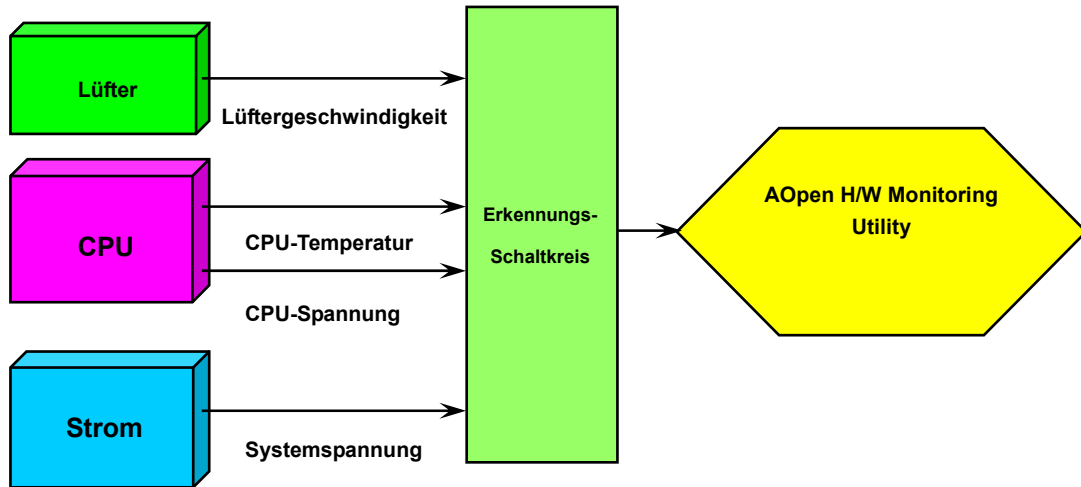 Lüfter
Lüftergeschwindigkeit
CPU
CPU-Temperatur
CPU-Spannung
Strom
Systemspannung
Erkennungs-
Schaltkreis
AOpen H/W Monitoring
Utility